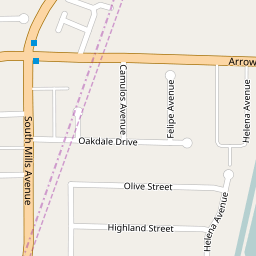 Arrow
Camulos Avenue
Felipe Avenue
Helena Avenue
South Mills Avenue
Oakdale Drive
Olive Street
Helena Avenue
Highland Street